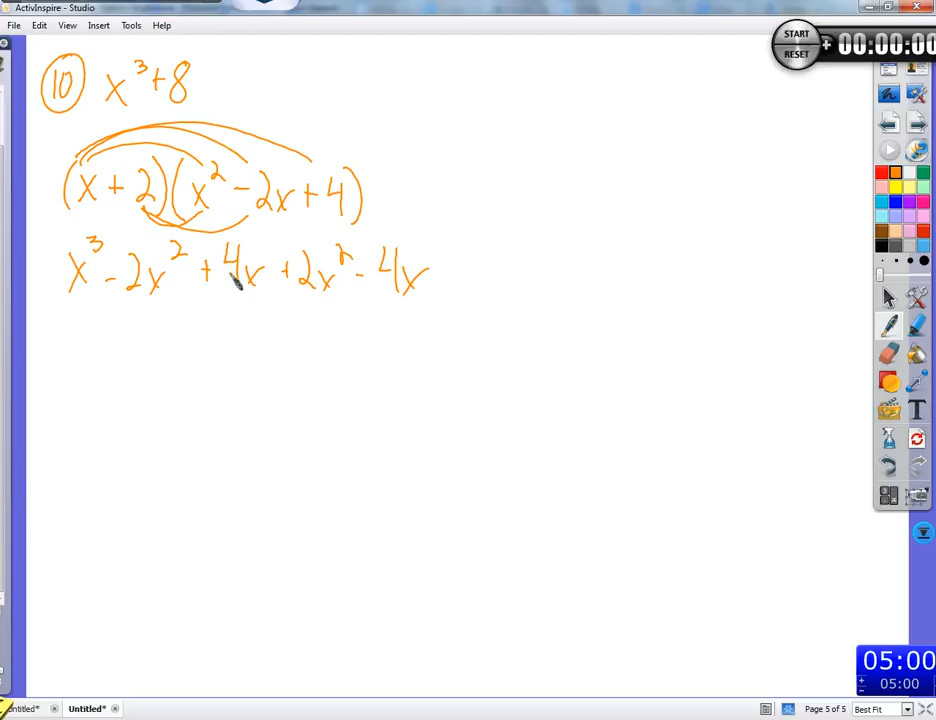 ActivInspire - Studio
File Edit View Insert Tools Help
START
RESET
00:00:00
10 x³+8
(x + 2)(x² - 2x + 4)
x³ - 2x² + 4x + 2x² - 4x
05:00
05:00
ntitled* Untitled* Page 5 of 5 Best Fit